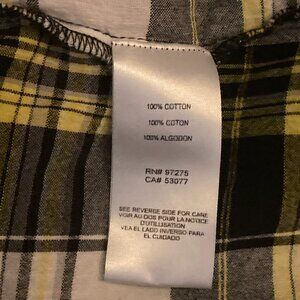 100% COTTON
100% COTON
100% ALGODON
RN# 97275
CA# 53077
SEE REVERSE SIDE FOR CARE
VOIR AU DOS POUR LA NOTICE
D'UTILISATION
VEA EL LADO INVERSO PARA
EL CUIDADO